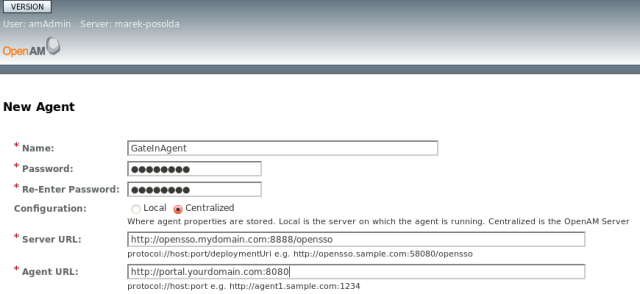 VERSION
User: amAdmin Server: marek-posolda
OpenAM
New Agent
* Name: GateInAgent
* Password: ●●●●●●●●
* Re-Enter Password: ●●●●●●●●
Configuration: Local Centralized
Where agent properties are stored. Local is the server on which the agent is running. Centralized is the OpenAM Server
* Server URL: http://opensso.mydomain.com:8888/opensso
protocol://host:port/deploymentUri e.g. http://opensso.sample.com:58080/opensso
* Agent URL: http://portal.yourdomain.com:8080
protocol://host:port e.g. http://agent1.sample.com:1234